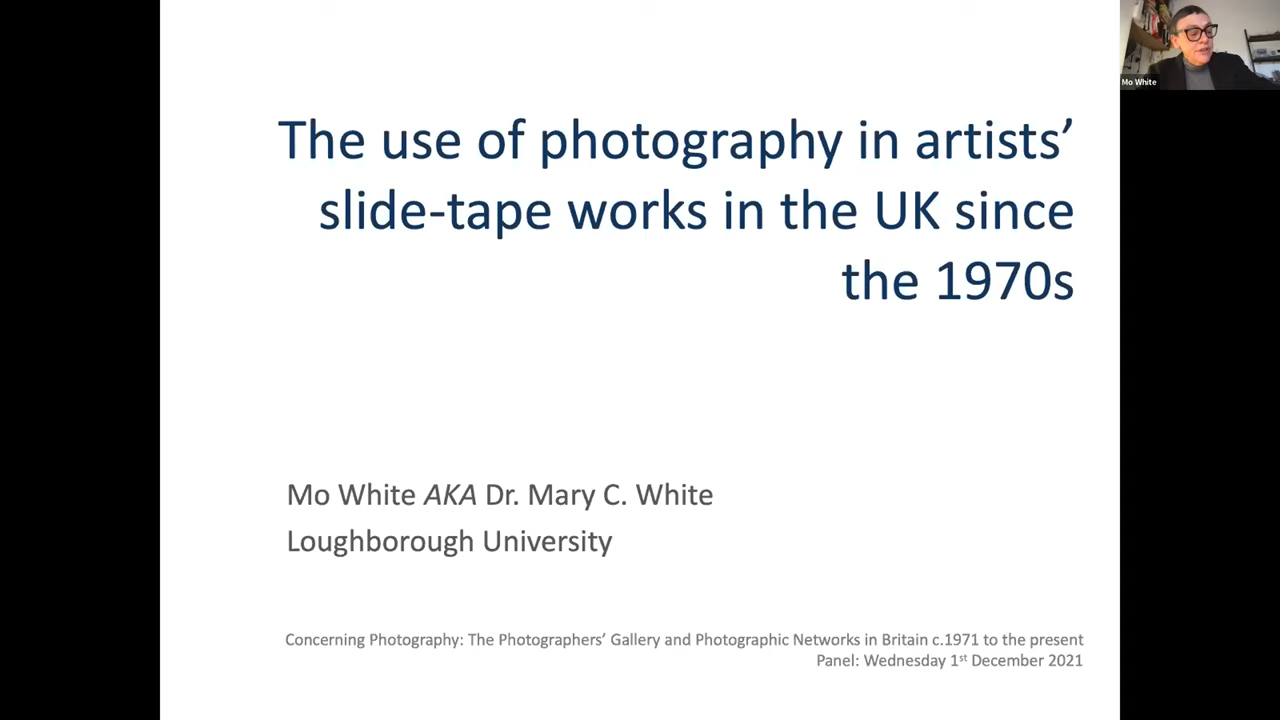 The use of photography in artists’
slide-tape works in the UK since
the 1970s
Mo White AKA Dr. Mary C. White
Loughborough University
Concerning Photography: The Photographers’ Gallery and Photographic Networks in Britain c.1971 to the present
Panel: Wednesday 1st December 2021
Mo White